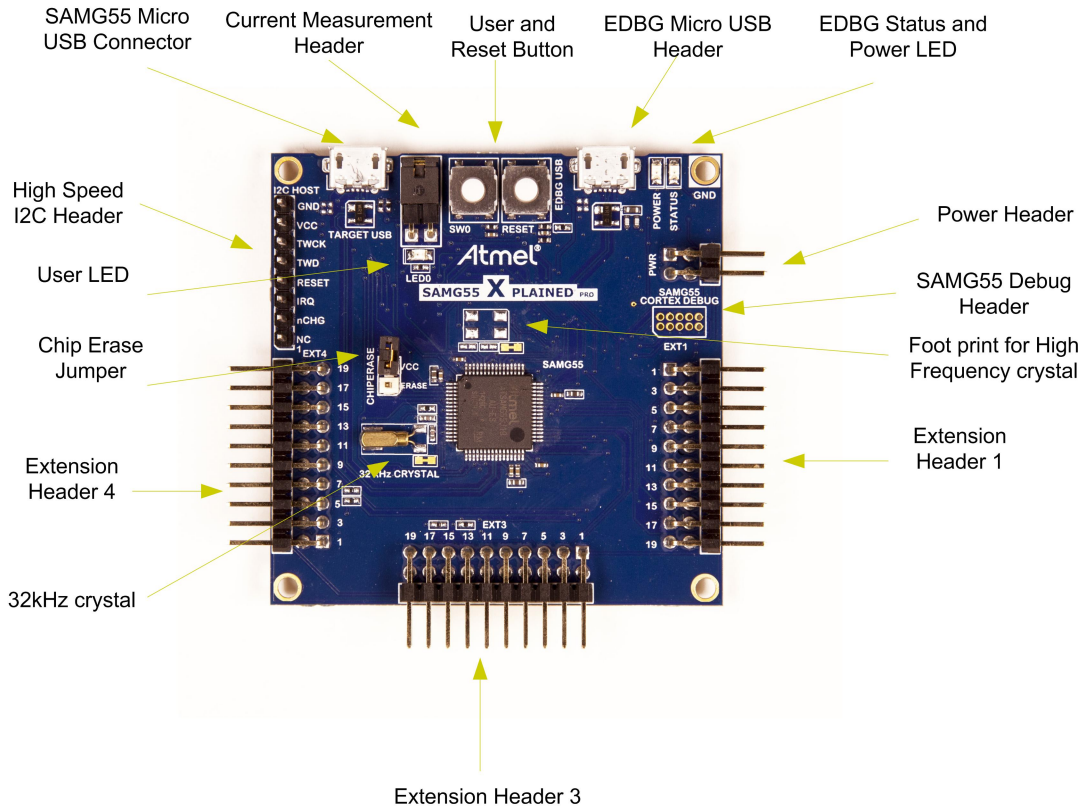 SAMG55 Micro
USB Connector
Current Measurement
Header
User and
Reset Button
EDBG Micro USB
Header
EDBG Status and
Power LED
High Speed
I2C Header
User LED
Chip Erase
Jumper
Extension
Header 4
32kHz crystal
Power Header
SAMG55 Debug
Header
Foot print for High
Frequency crystal
Extension
Header 1
Extension Header 3
I2C HOST
GND
VCC
TWCK
TWD
RESET
IRQ
nCHG
NC
1
TARGET USB
SW0
RESET
EDBG USB
POWER
STATUS
GND
LED0
Atmel®
SAMG55 X PLAINED PRO
PWR
SAMG55
CORTEX DEBUG
EXT1
1
3
5
7
9
11
13
15
17
19
EXT4
19
17
15
13
11
9
7
5
3
1
CHIPERASE
VCC
ERASE
SAMG55
32kHz CRYSTAL
EXT3
19 17 15 13 11 9 7 5 3 1